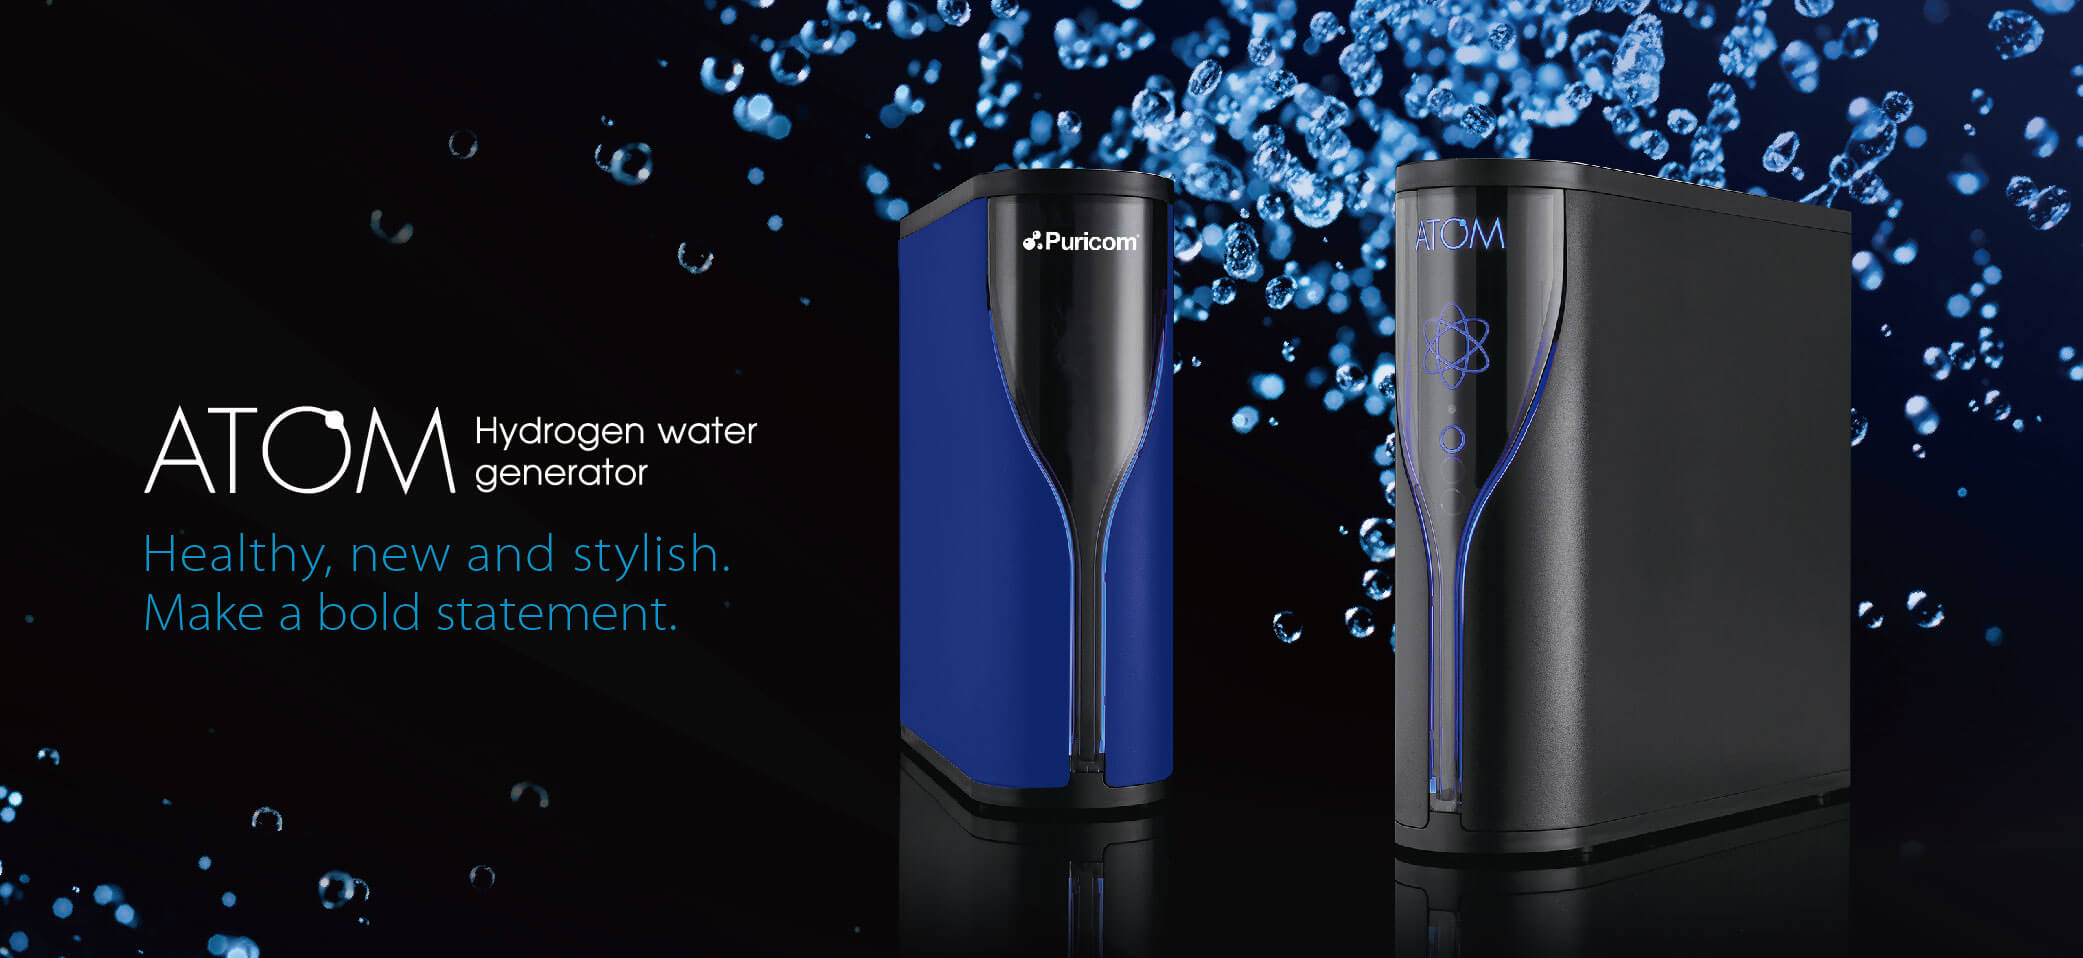 ATOM Hydrogen water
generator
Healthy, new and stylish.
Make a bold statement.
Puricom
ATOM